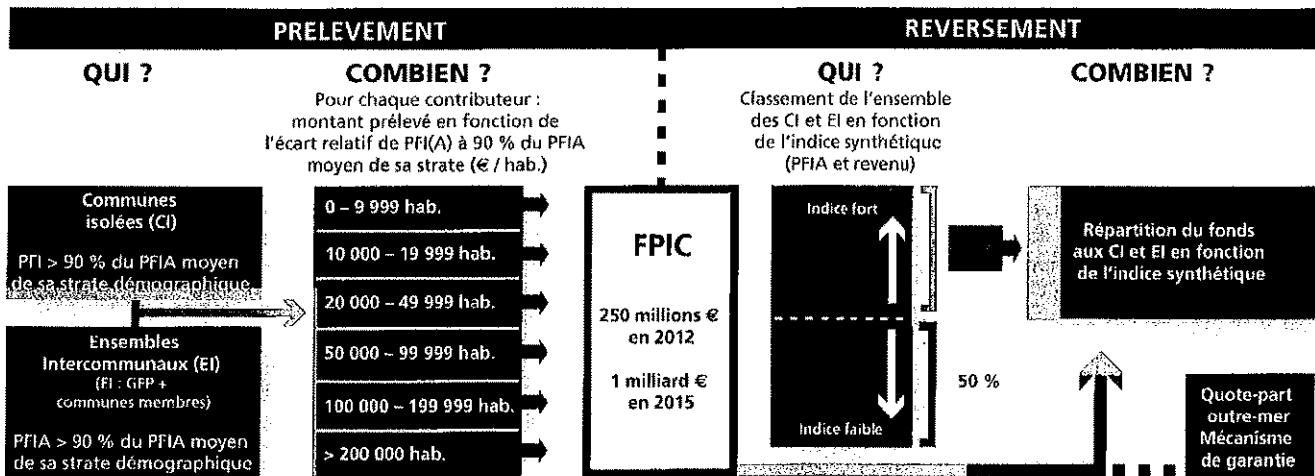 PRELEVEMENT
REVERSEMENT
QUI ?
COMBIEN ?
Pour chaque contributeur :
montant prélevé en fonction de
l'écart relatif de PFI(A) à 90 % du PFIA
moyen de sa strate (€ / hab.)
QUI ?
Classement de l'ensemble
des CI et EI en fonction
de l'indice synthétique
(PFIA et revenu)
COMBIEN ?
Communes
isolées (CI)
PFI > 90 % du PFIA moyen
de sa strate démographique
Ensembles
Intercommunaux (EI)
(EI : GFP +
communes membres)
PFIA > 90 % du PFIA moyen
de sa strate démographique
0 – 9 999 hab.
10 000 – 19 999 hab.
20 000 – 49 999 hab.
50 000 – 99 999 hab.
100 000 – 199 999 hab.
> 200 000 hab.
FPIC
250 millions €
en 2012
1 milliard €
en 2015
Indice fort
Indice faible
50 %
Répartition du fonds
aux CI et EI en fonction
de l'indice synthétique
Quote-part
outre-mer
Mécanisme
de garantie